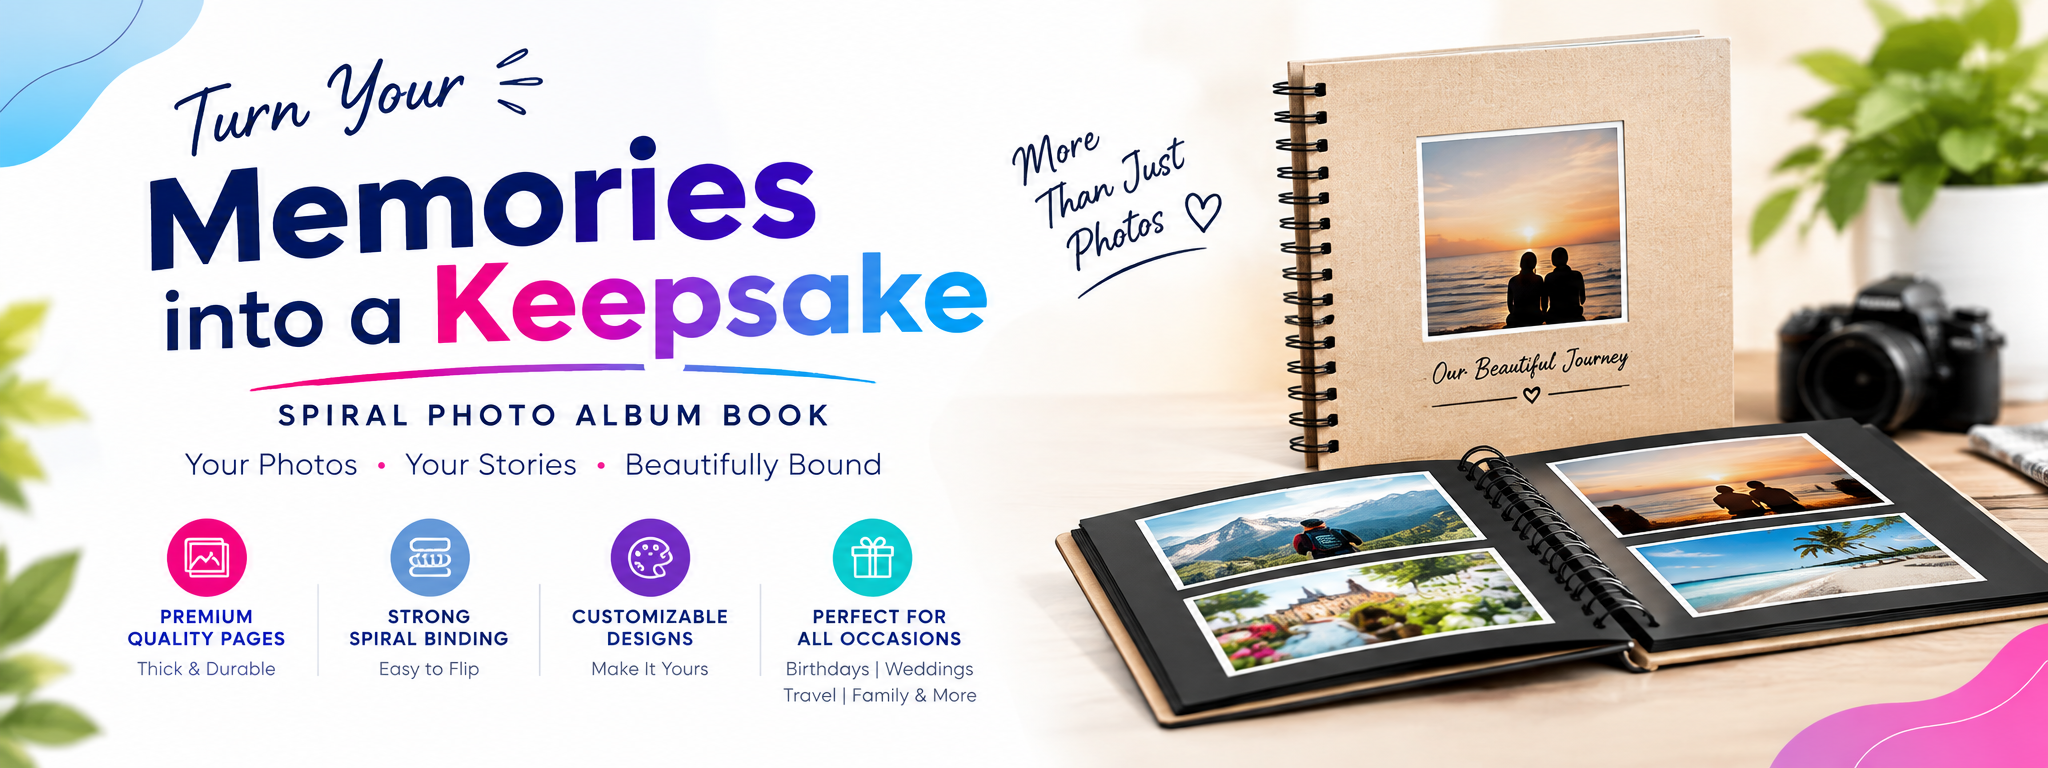 Turn Your
Memories
into a Keepsake
SPIRAL PHOTO ALBUM BOOK
Your Photos • Your Stories • Beautifully Bound
PREMIUM
QUALITY PAGES
Thick & Durable
STRONG
SPIRAL BINDING
Easy to Flip
CUSTOMIZABLE
DESIGNS
Make It Yours
PERFECT FOR
ALL OCCASIONS
Birthdays | Weddings
Travel | Family & More
More
Than Just
Photos
Our Beautiful Journey